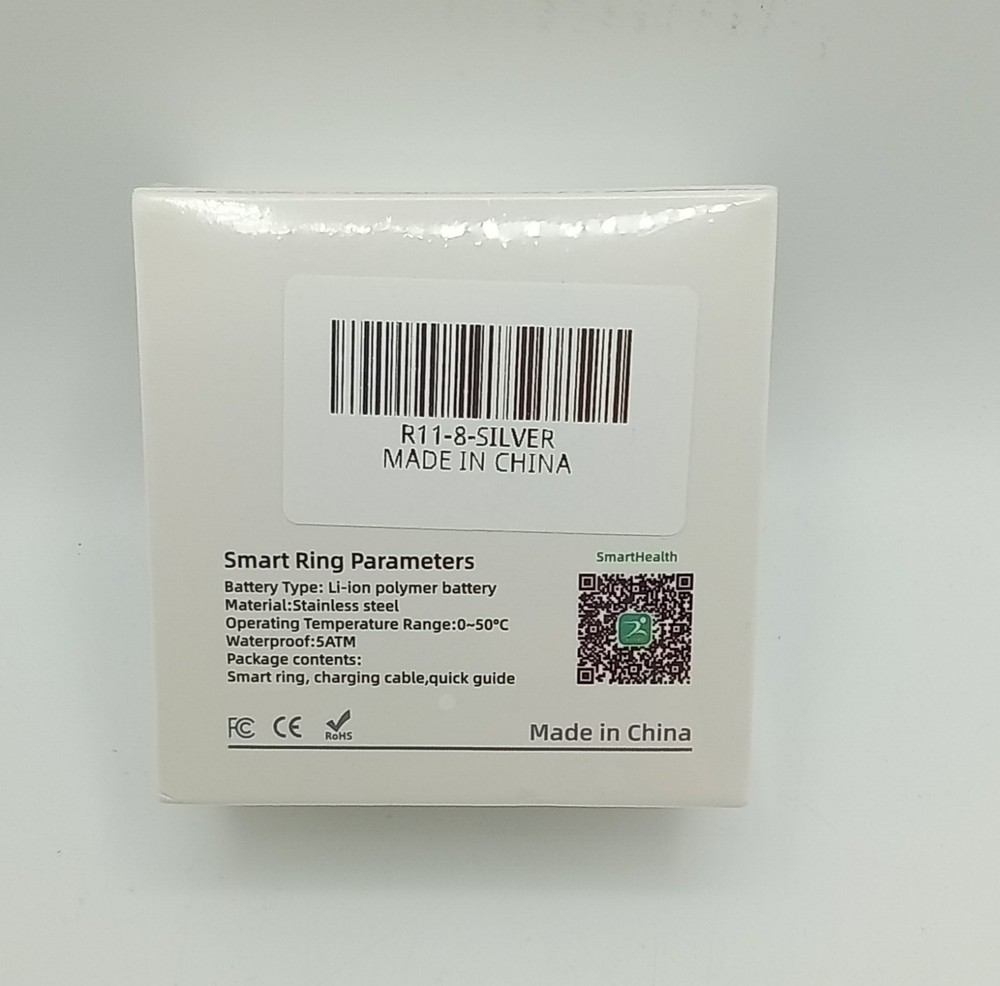 R11-8-SILVER
MADE IN CHINA
Smart Ring Parameters
Battery Type: Li-ion polymer battery
Material:Stainless steel
Operating Temperature Range:0~50°C
Waterproof:5ATM
Package contents:
Smart ring, charging cable,quick guide
SmartHealth
FC CE RoHS
Made in China